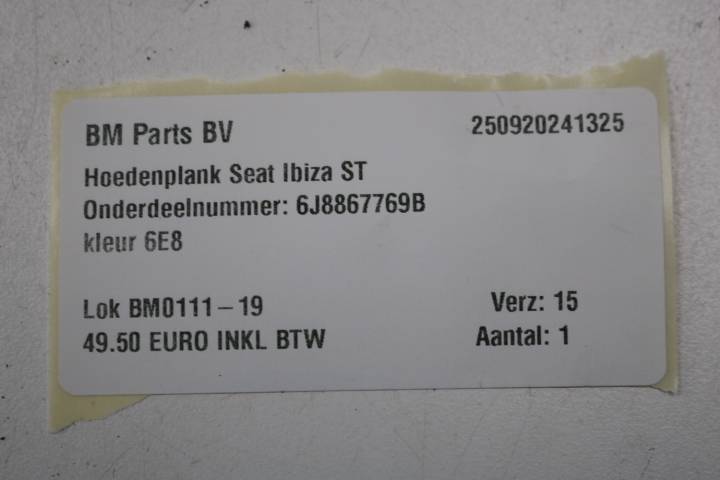 BM Parts BV 250920241325
Hoedenplank Seat Ibiza ST
Onderdeelnummer: 6J8867769B
kleur 6E8
Lok BM0111-19 Verz: 15
49.50 EURO INKL BTW Aantal: 1